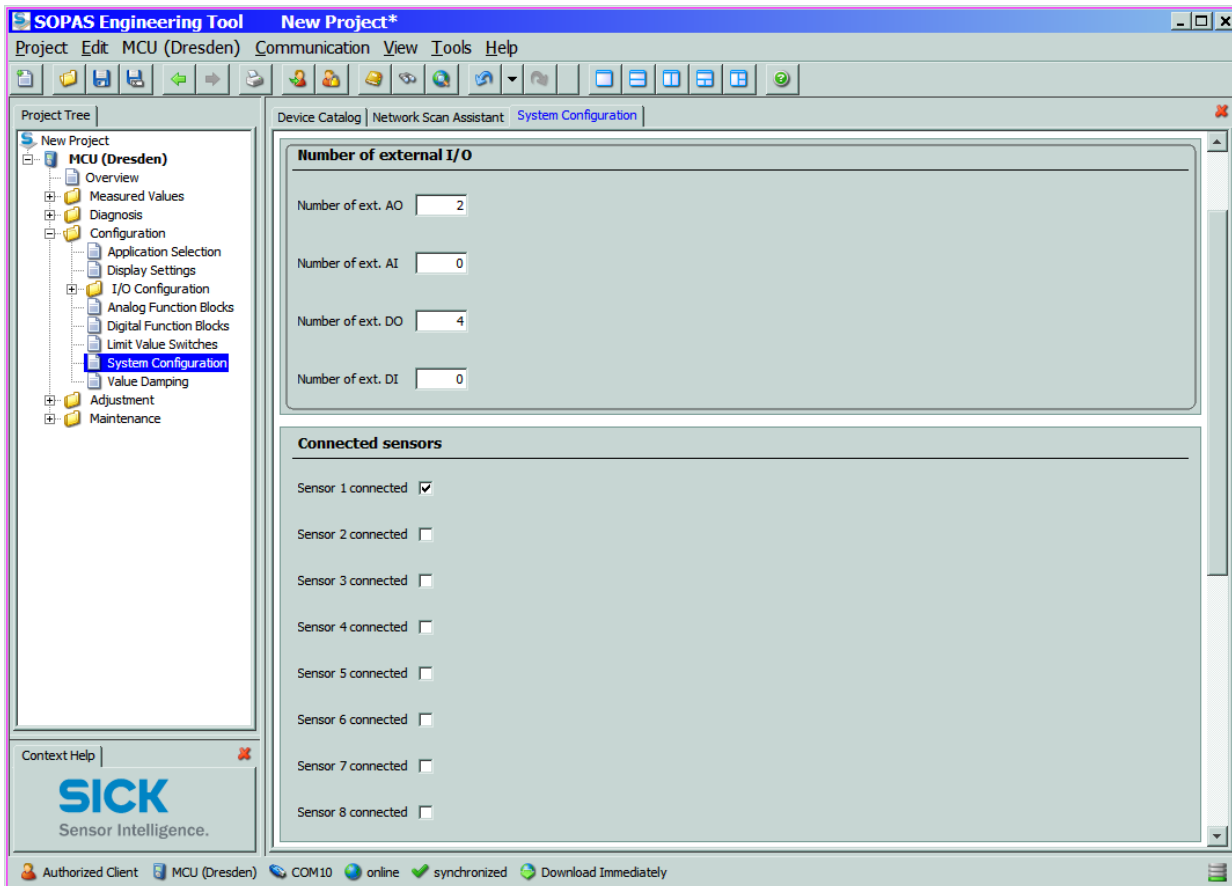 SOPAS Engineering Tool New Project*
Project Edit MCU (Dresden) Communication View Tools Help
Project Tree
New Project
MCU (Dresden)
Overview
Measured Values
Diagnosis
Configuration
Application Selection
Display Settings
I/O Configuration
Analog Function Blocks
Digital Function Blocks
Limit Value Switches
System Configuration
Value Damping
Adjustment
Maintenance
Context Help
SICK
Sensor Intelligence.
Device Catalog Network Scan Assistant System Configuration
Number of external I/O
Number of ext. AO 2
Number of ext. AI 0
Number of ext. DO 4
Number of ext. DI 0
Connected sensors
Sensor 1 connected
Sensor 2 connected
Sensor 3 connected
Sensor 4 connected
Sensor 5 connected
Sensor 6 connected
Sensor 7 connected
Sensor 8 connected
Authorized Client MCU (Dresden) COM10 online synchronized Download Immediately